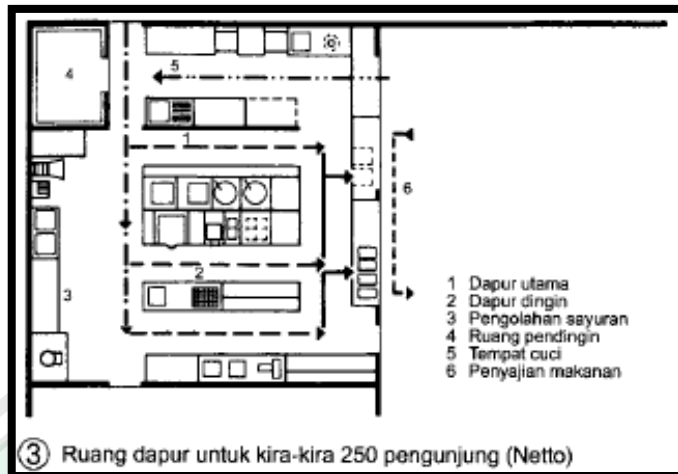 4
5
1
6
2
3
1 Dapur utama
2 Dapur dingin
3 Pengolahan sayuran
4 Ruang pendingin
5 Tempat cuci
6 Penyajian makanan
3 Ruang dapur untuk kira-kira 250 pengunjung (Netto)